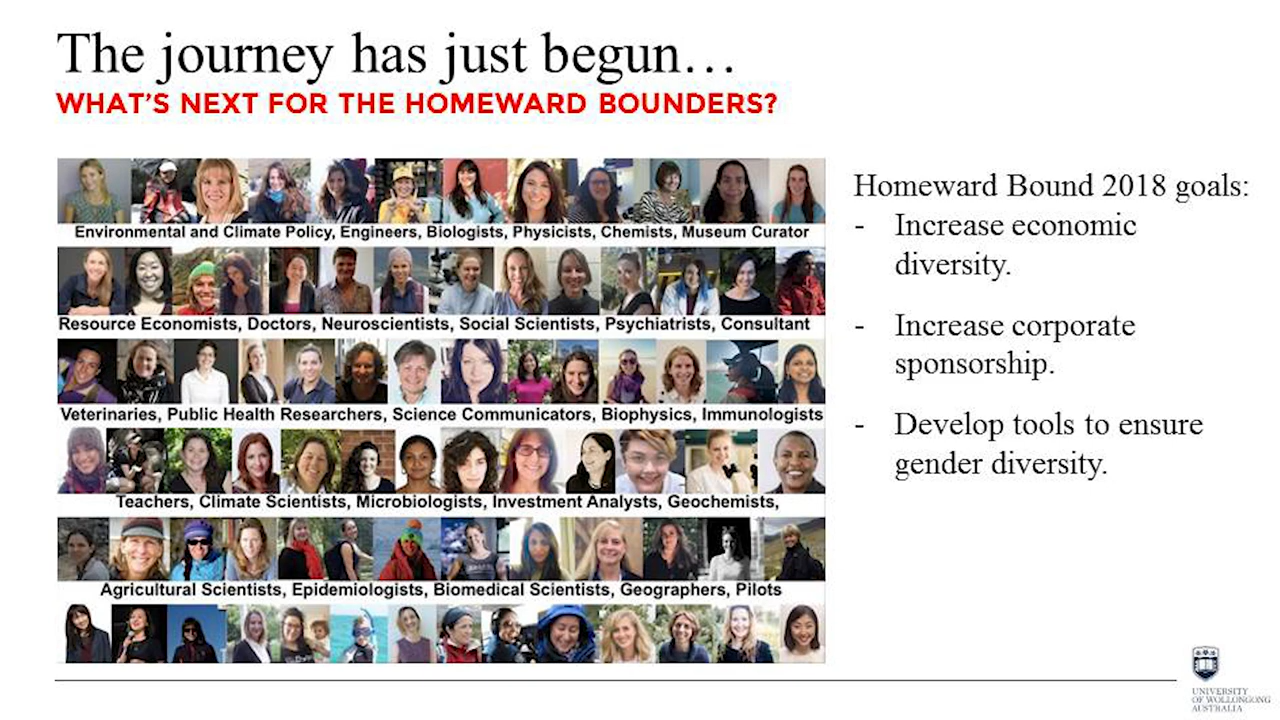 The journey has just begun…
WHAT'S NEXT FOR THE HOMEWARD BOUNDERS?
Environmental and Climate Policy, Engineers, Biologists, Physicists, Chemists, Museum Curator
Resource Economists, Doctors, Neuroscientists, Social Scientists, Psychiatrists, Consultant
Veterinaries, Public Health Researchers, Science Communicators, Biophysics, Immunologists
Teachers, Climate Scientists, Microbiologists, Investment Analysts, Geochemists,
Agricultural Scientists, Epidemiologists, Biomedical Scientists, Geographers, Pilots
Homeward Bound 2018 goals:
- Increase economic
diversity.
- Increase corporate
sponsorship.
- Develop tools to ensure
gender diversity.
UNIVERSITY
OF WOLLONGONG
AUSTRALIA